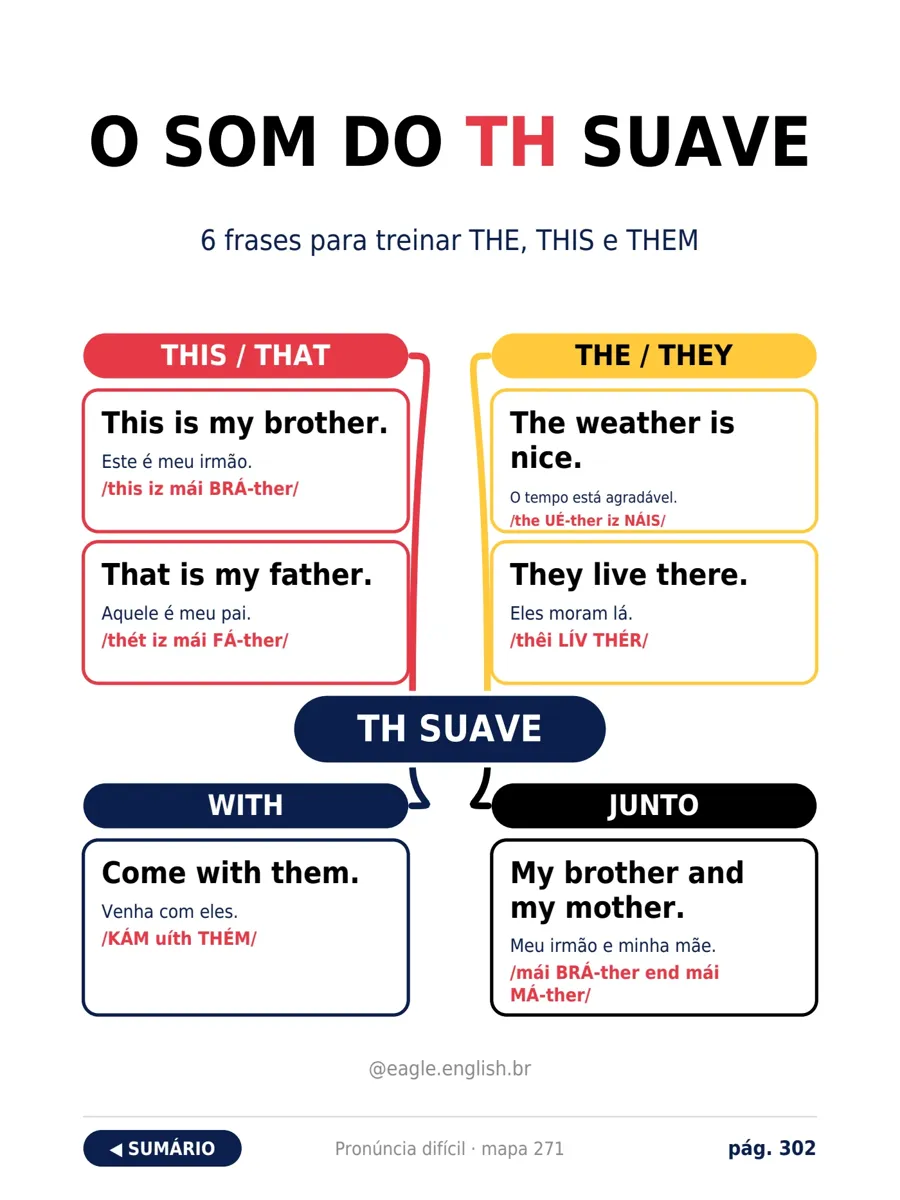 O SOM DO TH SUAVE
6 frases para treinar THE, THIS e THEM
THIS / THAT
This is my brother.
Este é meu irmão.
/this iz mái BRÁ-ther/
That is my father.
Aquele é meu pai.
/thét iz mái FÁ-ther/
THE / THEY
The weather is
nice.
O tempo está agradável.
/the UÉ-ther iz NÁIS/
They live there.
Eles moram lá.
/thêi LÍV THÉR/
TH SUAVE
WITH
Come with them.
Venha com eles.
/KÁM uíth THÉM/
JUNTO
My brother and
my mother.
Meu irmão e minha mãe.
/mái BRÁ-ther end mái
MÁ-ther/
@eagle.english.br
◀ SUMÁRIO
Pronúncia difícil · mapa 271
pág. 302